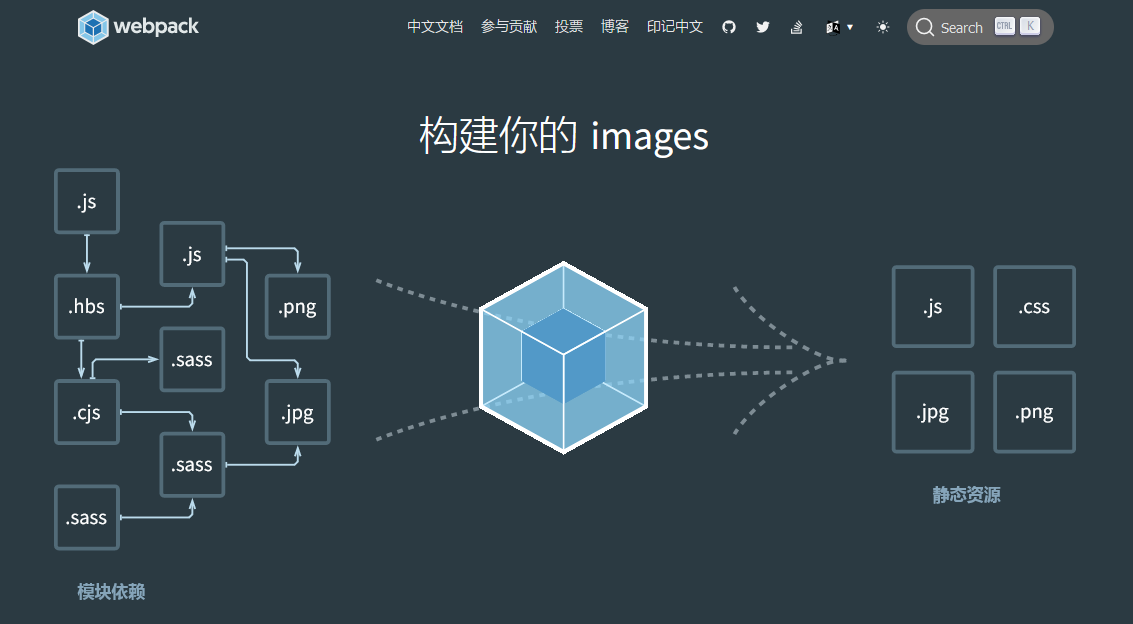 webpack
中文文档 参与贡献 投票 博客 印记中文 Search CTRL K
构建你的 images
.js
.js
.hbs
.png
.sass
.cjs
.jpg
.sass
.sass
模块依赖
.js .css
.jpg .png
静态资源